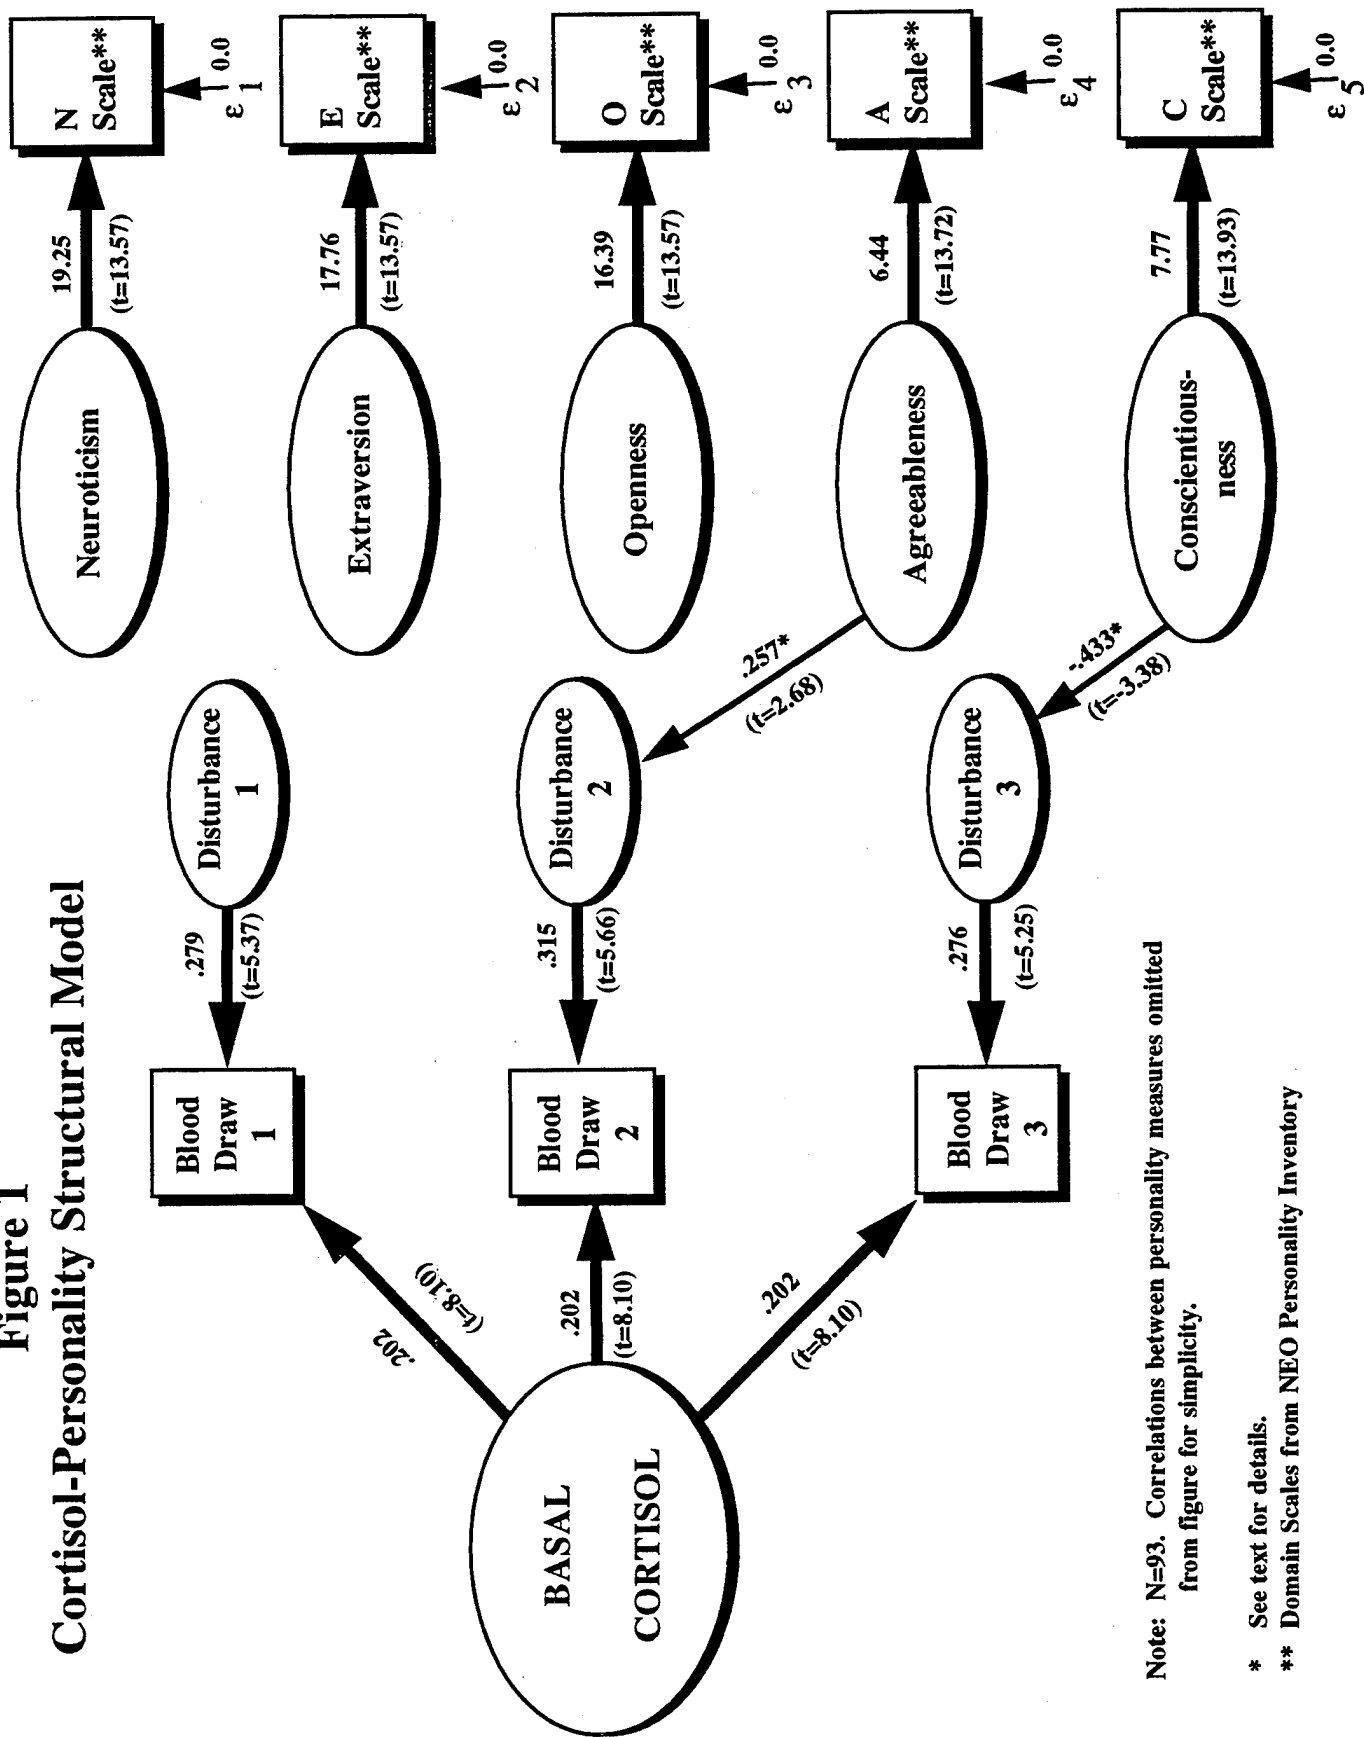 Figure 1
Cortisol-Personality Structural Model
Blood
Draw
1
.279
(t=5.37)
Disturbance
1
Neuroticism
19.25
(t=13.57)
N
Scale**
ε
1
0.0
.202
(t=8.10)
Extraversion
17.76
(t=13.57)
E
Scale**
ε
2
0.0
BASAL
CORTISOL
.202
(t=8.10)
Blood
Draw
2
.315
(t=5.66)
Disturbance
2
Openness
16.39
(t=13.57)
O
Scale**
ε
3
0.0
.257*
(t=2.68)
Agreeableness
6.44
(t=13.72)
A
Scale**
ε
4
0.0
.202
(t=8.10)
Blood
Draw
3
.276
(t=5.25)
Disturbance
3
-.433*
(t=-3.38)
Conscientious-
ness
7.77
(t=13.93)
C
Scale**
ε
5
0.0
Note: N=93. Correlations between personality measures omitted
from figure for simplicity.
* See text for details.
** Domain Scales from NEO Personality Inventory